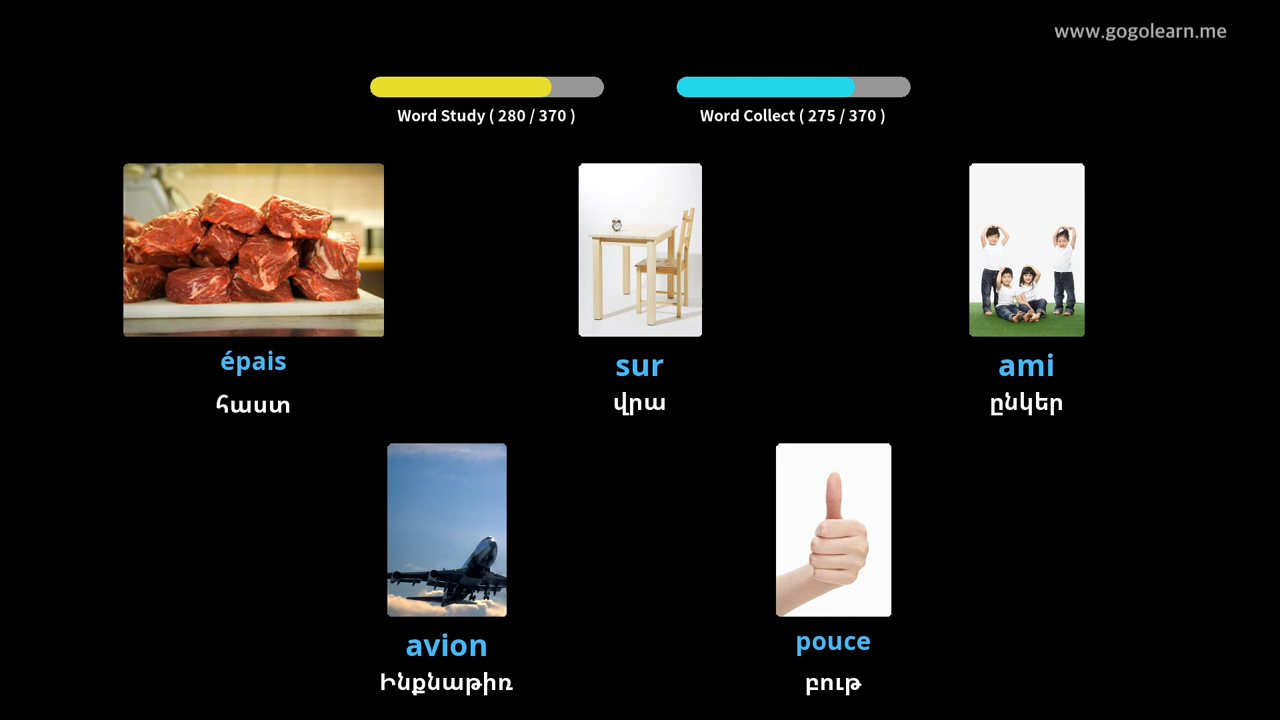 www.gogolearn.me
Word Study ( 280 / 370 )
Word Collect ( 275 / 370 )
épais
հաստ
sur
վրա
ami
ընկեր
avion
Ինքնաթիռ
pouce
բութ